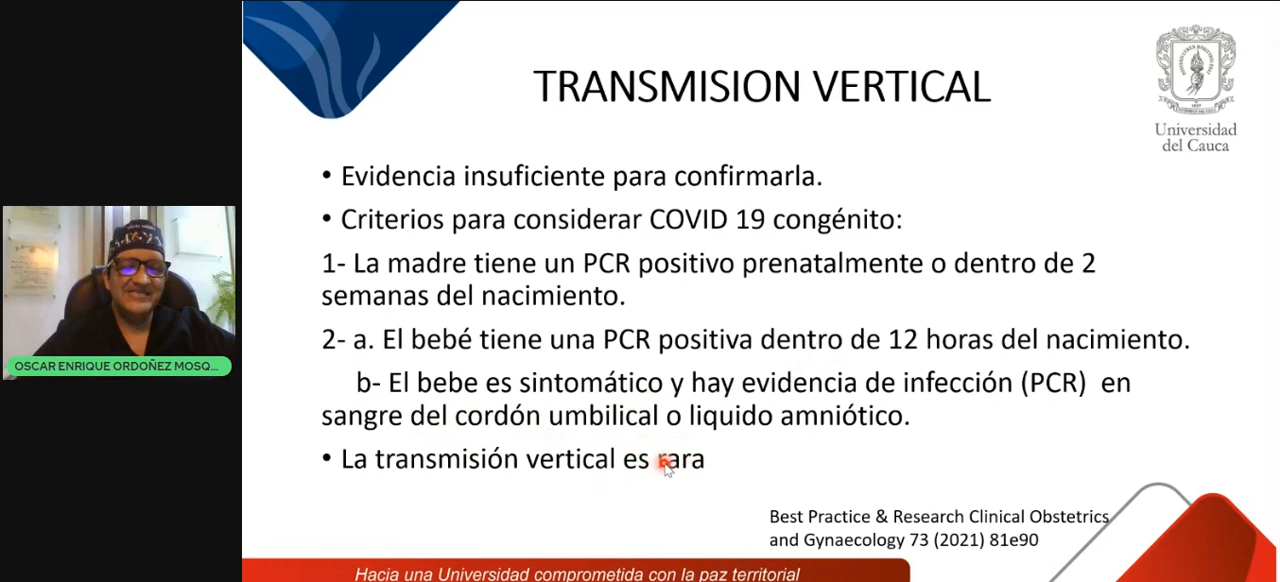 TRANSMISION VERTICAL
Universidad
del Cauca
• Evidencia insuficiente para confirmarla.
• Criterios para considerar COVID 19 congénito:
1- La madre tiene un PCR positivo prenatalmente o dentro de 2
semanas del nacimiento.
2- a. El bebé tiene una PCR positiva dentro de 12 horas del nacimiento.
b- El bebe es sintomático y hay evidencia de infección (PCR) en
sangre del cordón umbilical o liquido amniótico.
• La transmisión vertical es rara
OSCAR ENRIQUE ORDOÑEZ MOSQ...
Best Practice & Research Clinical Obstetrics
and Gynaecology 73 (2021) 81e90
Hacia una Universidad comprometida con la paz territorial